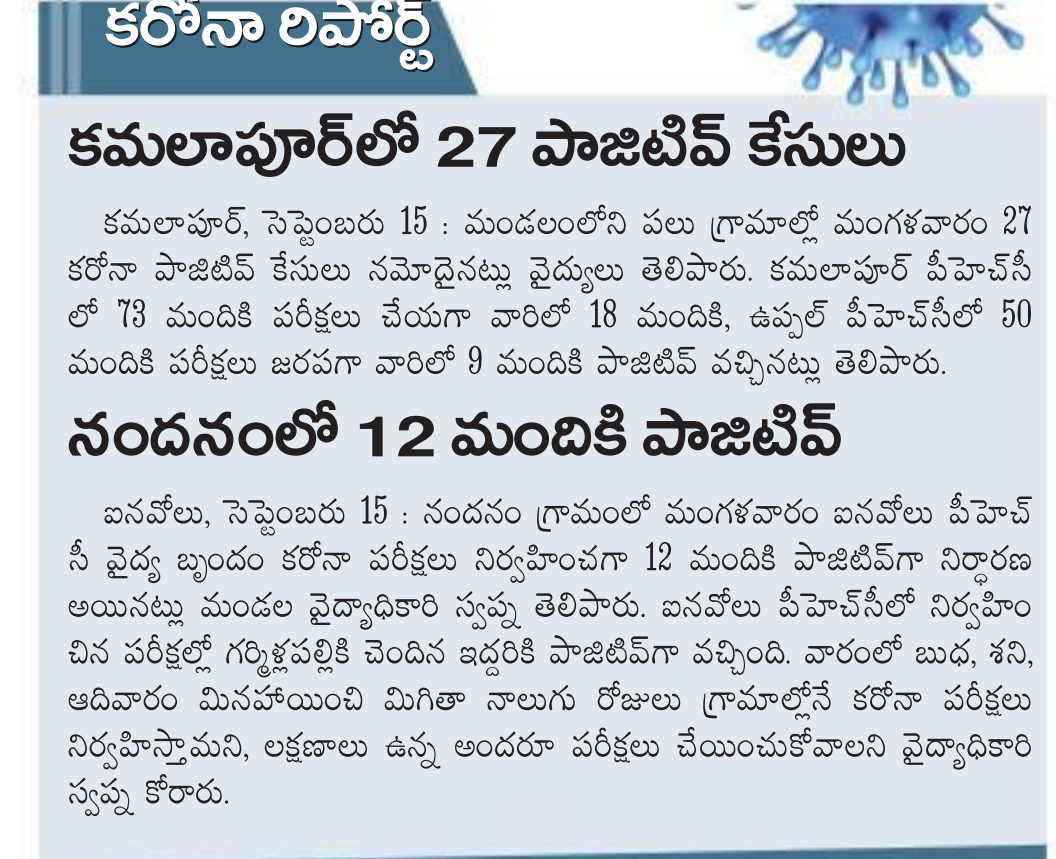 కరోనా రిపోర్ట్
కమలాపూర్‌లో 27 పాజిటివ్ కేసులు
కమలాపూర్, సెప్టెంబరు 15 : మండలంలోని పలు గ్రామాల్లో మంగళవారం 27
కరోనా పాజిటివ్ కేసులు నమోదైనట్లు వైద్యులు తెలిపారు. కమలాపూర్ పీహెచ్‌సీ
లో 73 మందికి పరీక్షలు చేయగా వారిలో 18 మందికి, ఉప్పల్ పీహెచ్‌సీలో 50
మందికి పరీక్షలు జరపగా వారిలో 9 మందికి పాజిటివ్ వచ్చినట్లు తెలిపారు.
నందనంలో 12 మందికి పాజిటివ్
ఐనవోలు, సెప్టెంబరు 15 : నందనం గ్రామంలో మంగళవారం ఐనవోలు పీహెచ్
సీ వైద్య బృందం కరోనా పరీక్షలు నిర్వహించగా 12 మందికి పాజిటివ్‌గా నిర్ధారణ
అయినట్లు మండల వైద్యాధికారి స్వప్న తెలిపారు. ఐనవోలు పీహెచ్‌సీలో నిర్వహిం
చిన పరీక్షల్లో గర్మిళ్లపల్లికి చెందిన ఇద్దరికి పాజిటివ్‌గా వచ్చింది. వారంలో బుధ, శని,
ఆదివారం మినహాయించి మిగితా నాలుగు రోజులు గ్రామాల్లోనే కరోనా పరీక్షలు
నిర్వహిస్తామని, లక్షణాలు ఉన్న అందరూ పరీక్షలు చేయించుకోవాలని వైద్యాధికారి
స్వప్న కోరారు.